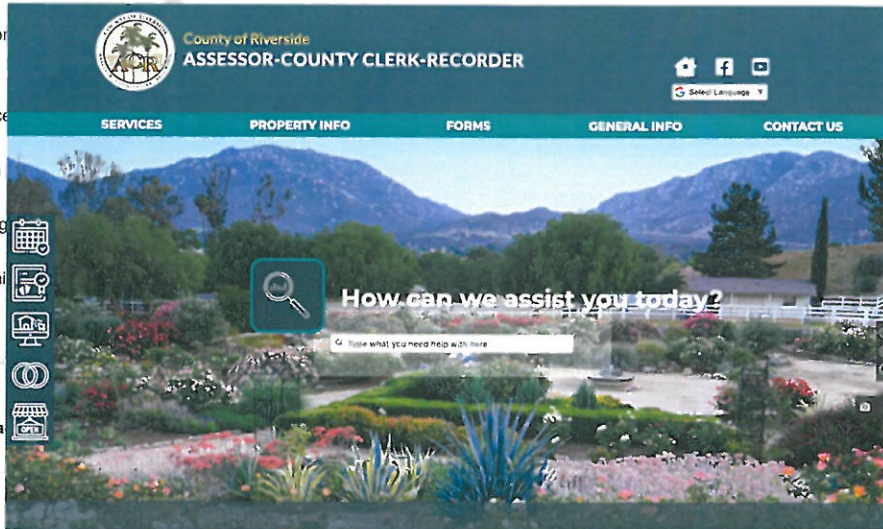 County of Riverside
ASSESSOR-COUNTY CLERK-RECORDER
ACR
Select Language
SERVICES PROPERTY INFO FORMS GENERAL INFO CONTACT US
How can we assist you today?
Type what you need help with here
OPEN